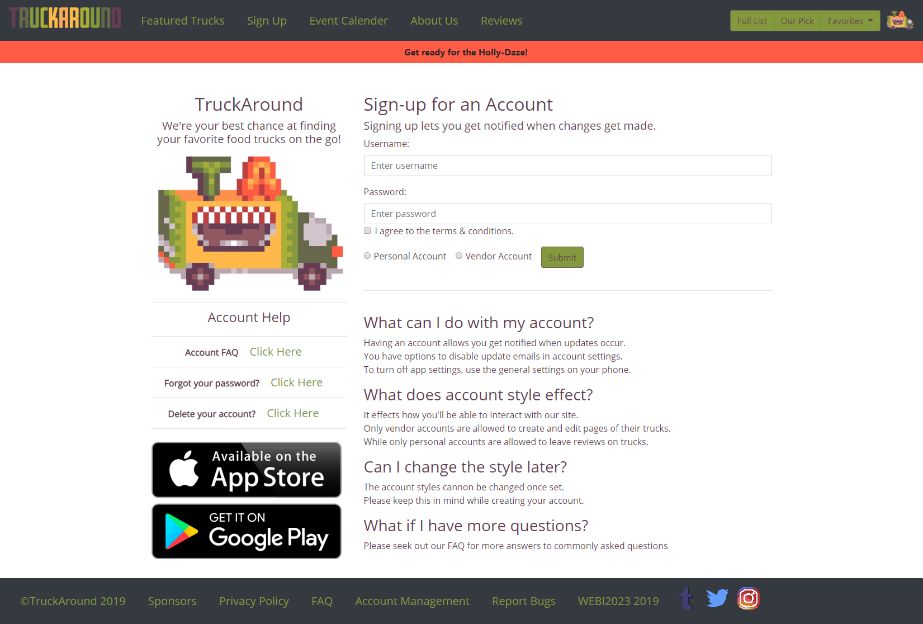 TRUCKAROUND
Featured Trucks
Sign Up
Event Calender
About Us
Reviews
Full List
Our Pick
Favorites
Get ready for the Holly-Daze!
TruckAround
We're your best chance at finding
your favorite food trucks on the go!
Account Help
Account FAQ Click Here
Forgot your password? Click Here
Delete your account? Click Here
Available on the
App Store
GET IT ON
Google Play
Sign-up for an Account
Signing up lets you get notified when changes get made.
Username:
Enter username
Password:
Enter password
I agree to the terms & conditions.
Personal Account Vendor Account Submit
What can I do with my account?
Having an account allows you get notified when updates occur.
You have options to disable update emails in account settings.
To turn off app settings, use the general settings on your phone.
What does account style effect?
It effects how you'll be able to interact with our site.
Only vendor accounts are allowed to create and edit pages of their trucks.
While only personal accounts are allowed to leave reviews on trucks.
Can I change the style later?
The account styles cannon be changed once set.
Please keep this in mind while creating your account.
What if I have more questions?
Please seek out our FAQ for more answers to commonly asked questions
©TruckAround 2019
Sponsors
Privacy Policy
FAQ
Account Management
Report Bugs
WEBI2023 2019